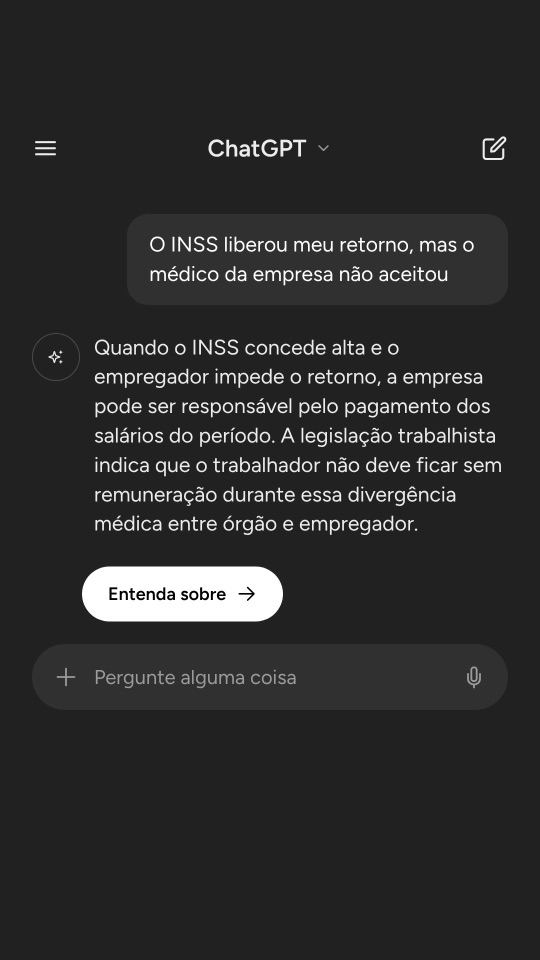 ChatGPT
O INSS liberou meu retorno, mas o
médico da empresa não aceitou
Quando o INSS concede alta e o
empregador impede o retorno, a empresa
pode ser responsável pelo pagamento dos
salários do período. A legislação trabalhista
indica que o trabalhador não deve ficar sem
remuneração durante essa divergência
médica entre órgão e empregador.
Entenda sobre
Pergunte alguma coisa